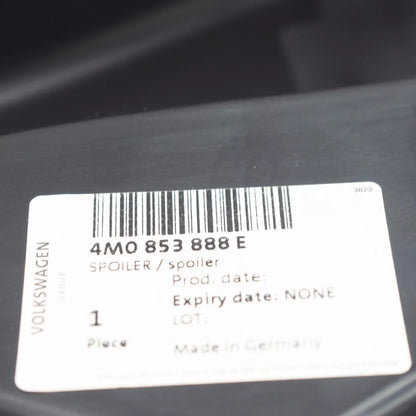 3822
4M0 853 888 E
SPOILER / spoiler
Prod. date:
Expiry date: NONE
1
LOT:
Piece
Made in Germany
VOLKSWAGEN
GROUP